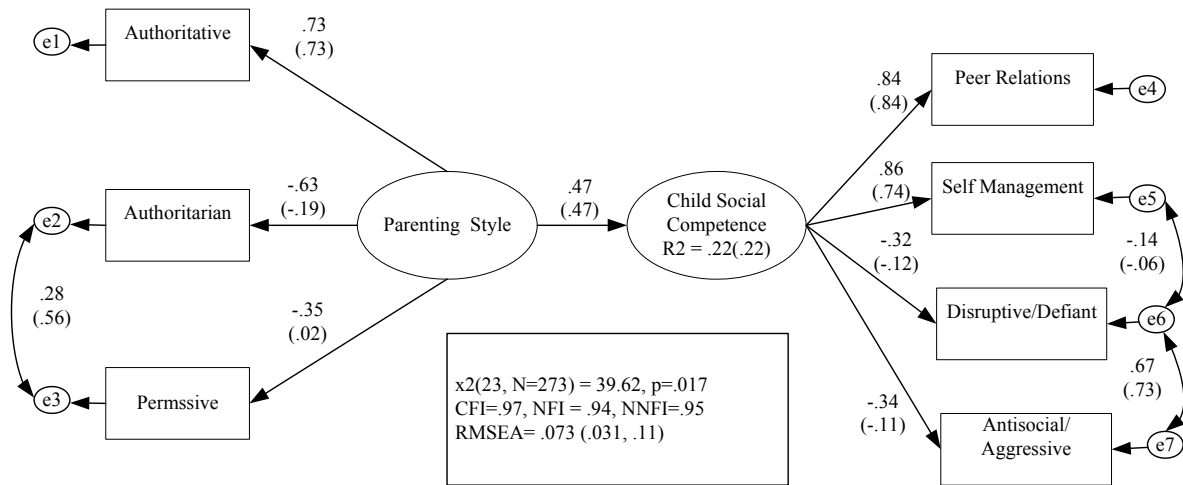 e1
Authoritative
.73
(.73)
e2
Authoritarian
-.63
(-.19)
.28
(.56)
e3
Permssive
-.35
(.02)
Parenting Style
.47
(.47)
Child Social
Competence
R2 = .22(.22)
.84
(.84)
Peer Relations
e4
.86
(.74)
Self Management
e5
-.32
(-.12)
-.14
(-.06)
Disruptive/Defiant
e6
.67
(.73)
-.34
(-.11)
Antisocial/
Aggressive
e7
x2(23, N=273) = 39.62, p=.017
CFI=.97, NFI = .94, NNFI=.95
RMSEA= .073 (.031, .11)